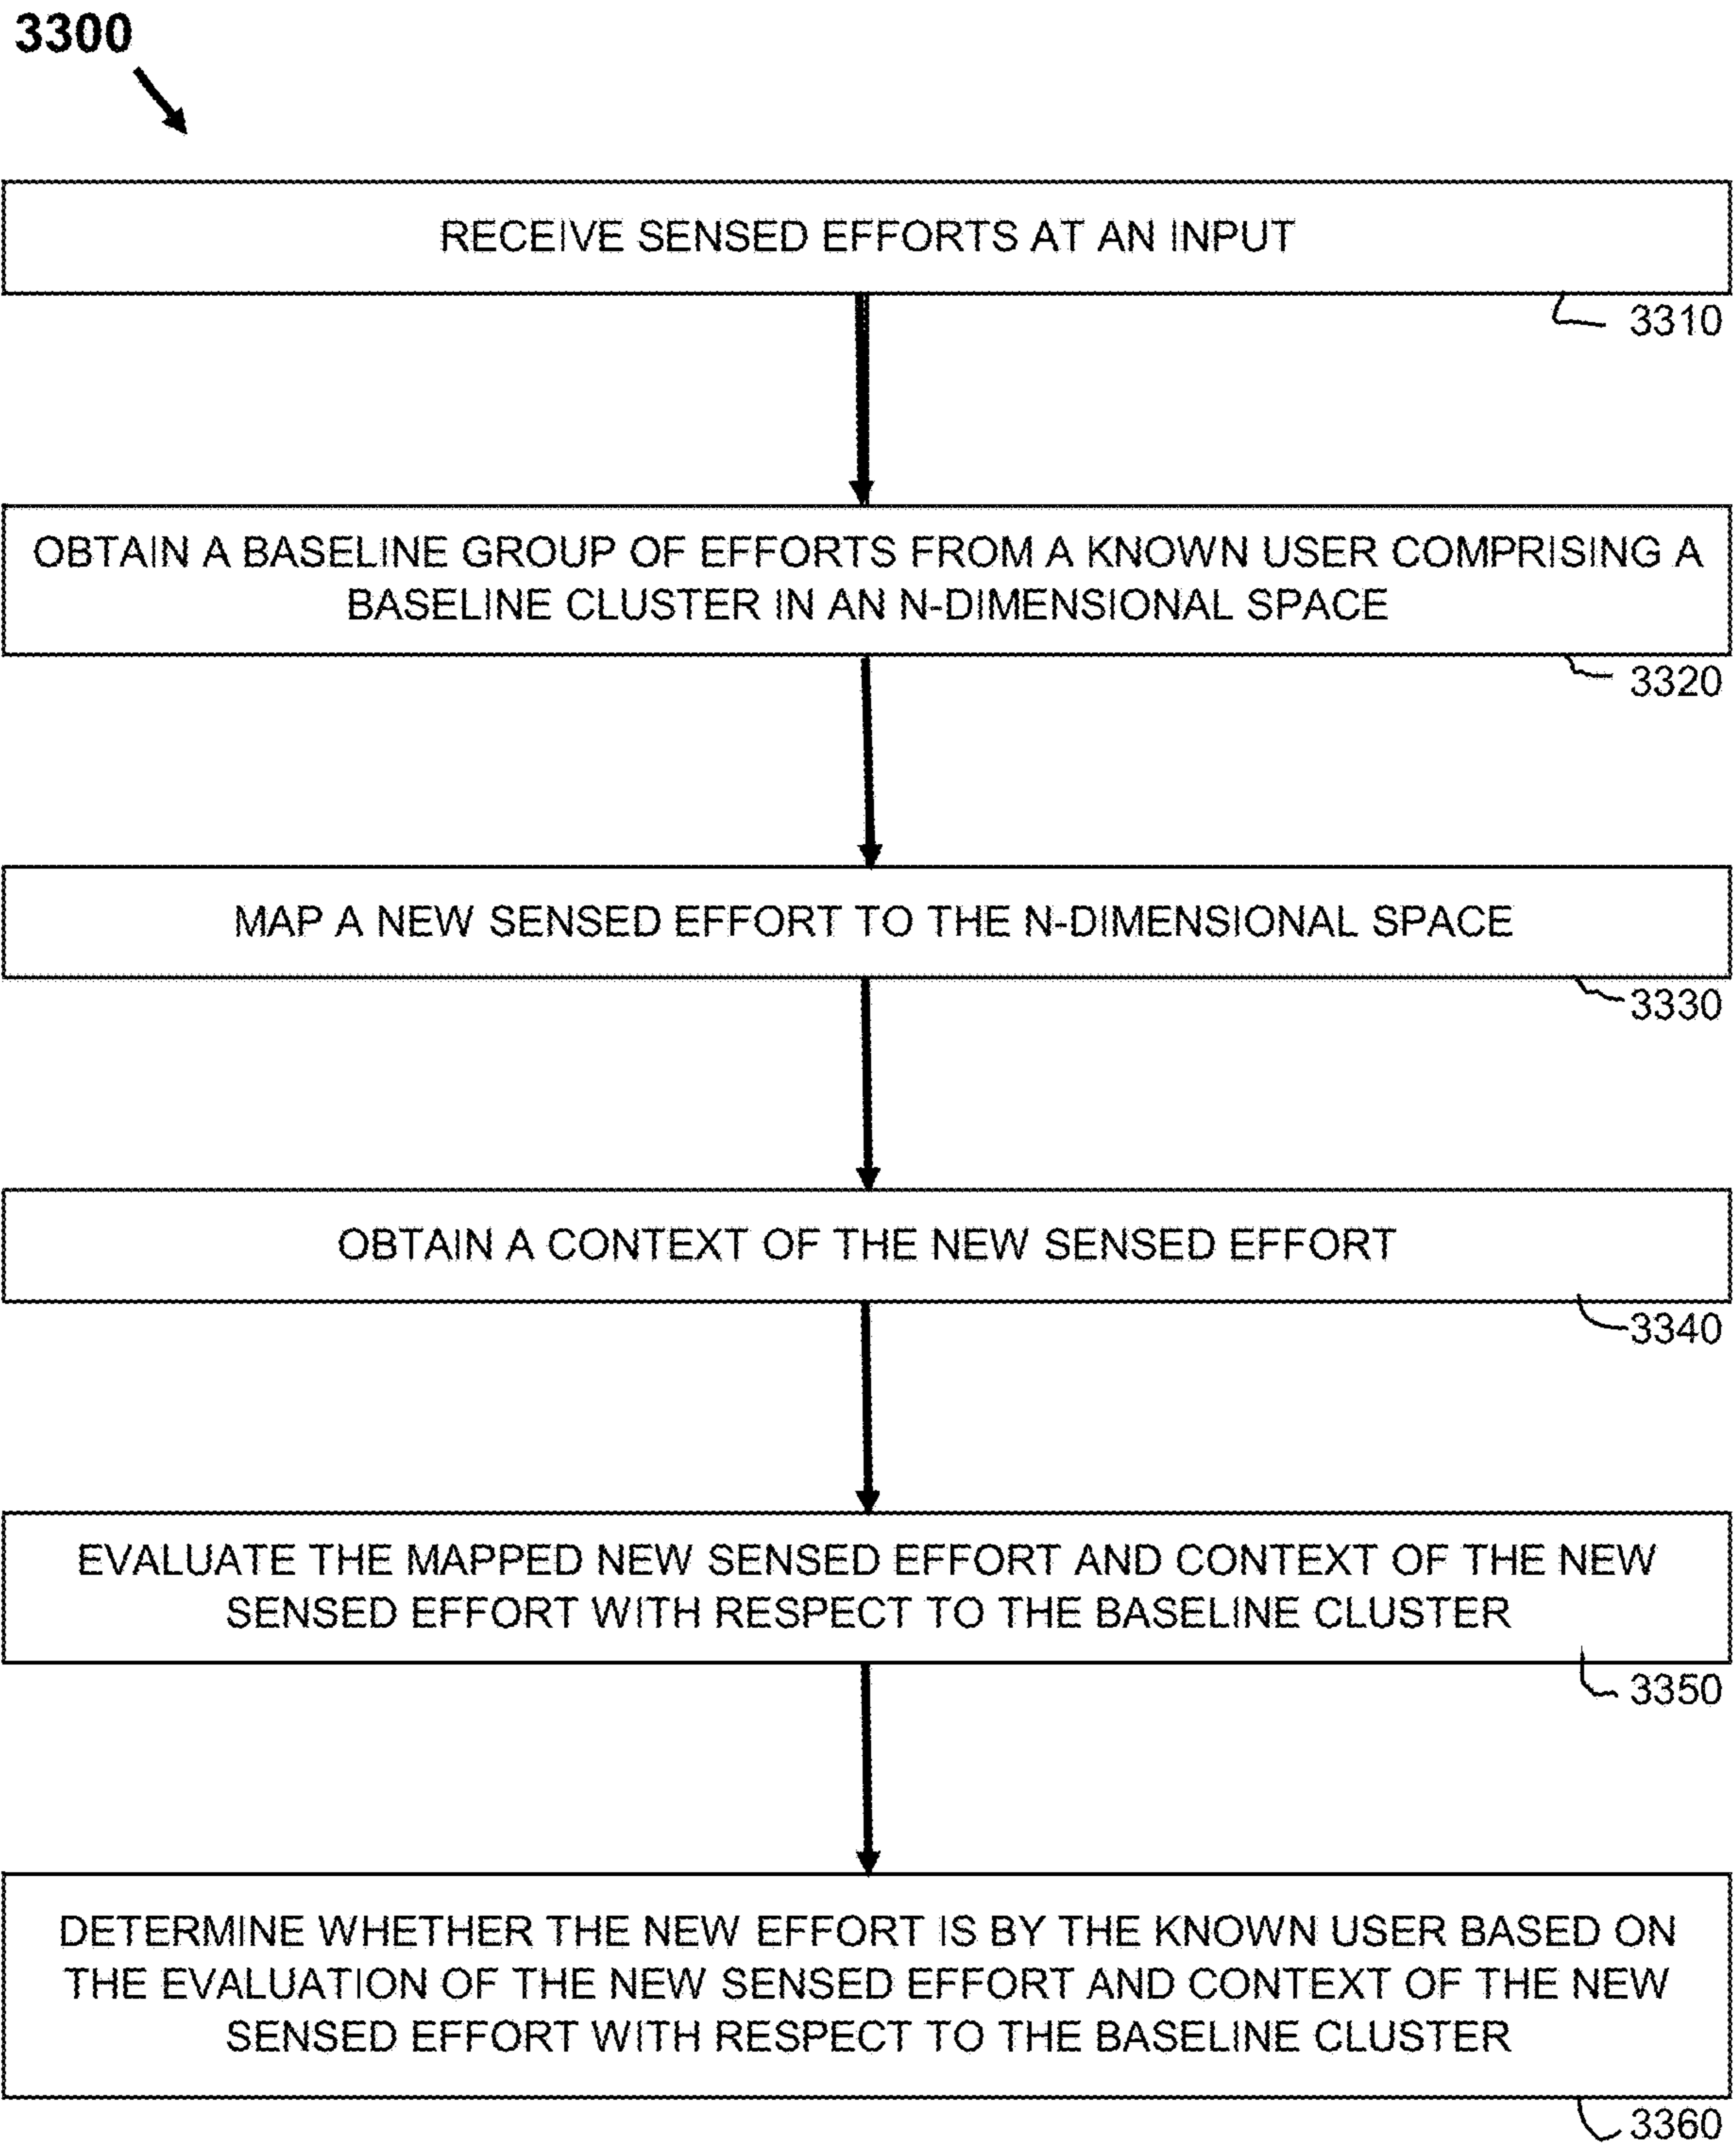 3300
RECEIVE SENSED EFFORTS AT AN INPUT
3310
OBTAIN A BASELINE GROUP OF EFFORTS FROM A KNOWN USER COMPRISING A
BASELINE CLUSTER IN AN N-DIMENSIONAL SPACE
3320
MAP A NEW SENSED EFFORT TO THE N-DIMENSIONAL SPACE
3330
OBTAIN A CONTEXT OF THE NEW SENSED EFFORT
3340
EVALUATE THE MAPPED NEW SENSED EFFORT AND CONTEXT OF THE NEW
SENSED EFFORT WITH RESPECT TO THE BASELINE CLUSTER
3350
DETERMINE WHETHER THE NEW EFFORT IS BY THE KNOWN USER BASED ON
THE EVALUATION OF THE NEW SENSED EFFORT AND CONTEXT OF THE NEW
SENSED EFFORT WITH RESPECT TO THE BASELINE CLUSTER
3360